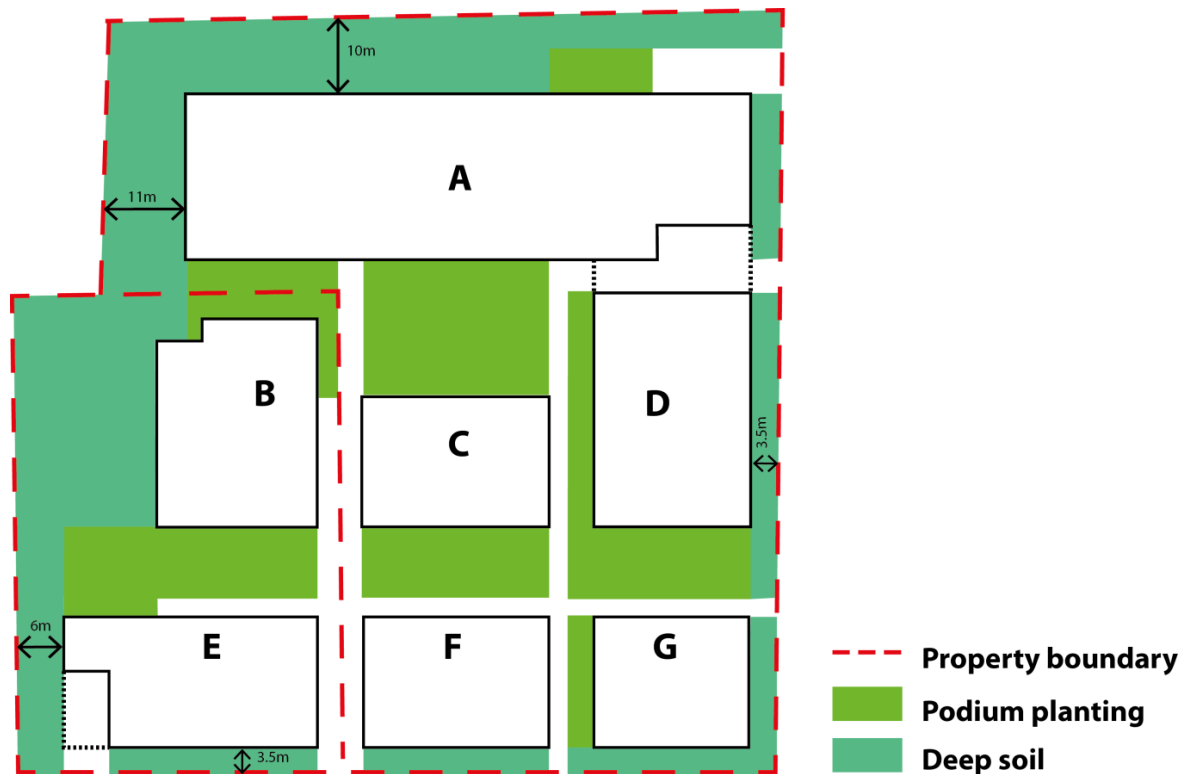 10m
A
11m
B
C
D
3.5m
6m
E
F
G
3.5m
Property boundary
Podium planting
Deep soil